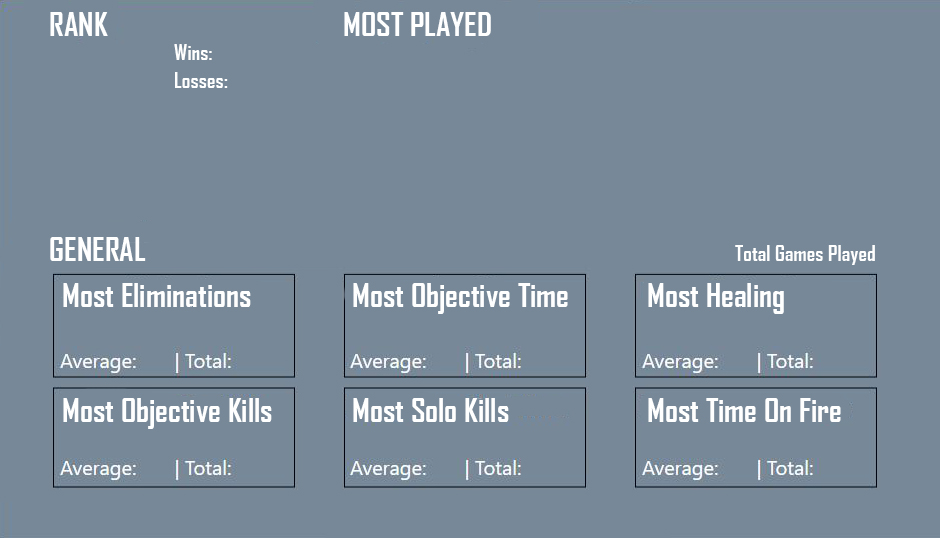 RANK
MOST PLAYED
Wins:
Losses:
GENERAL
Total Games Played
Most Eliminations
Average: | Total:
Most Objective Time
Average: | Total:
Most Healing
Average: | Total:
Most Objective Kills
Average: | Total:
Most Solo Kills
Average: | Total:
Most Time On Fire
Average: | Total: